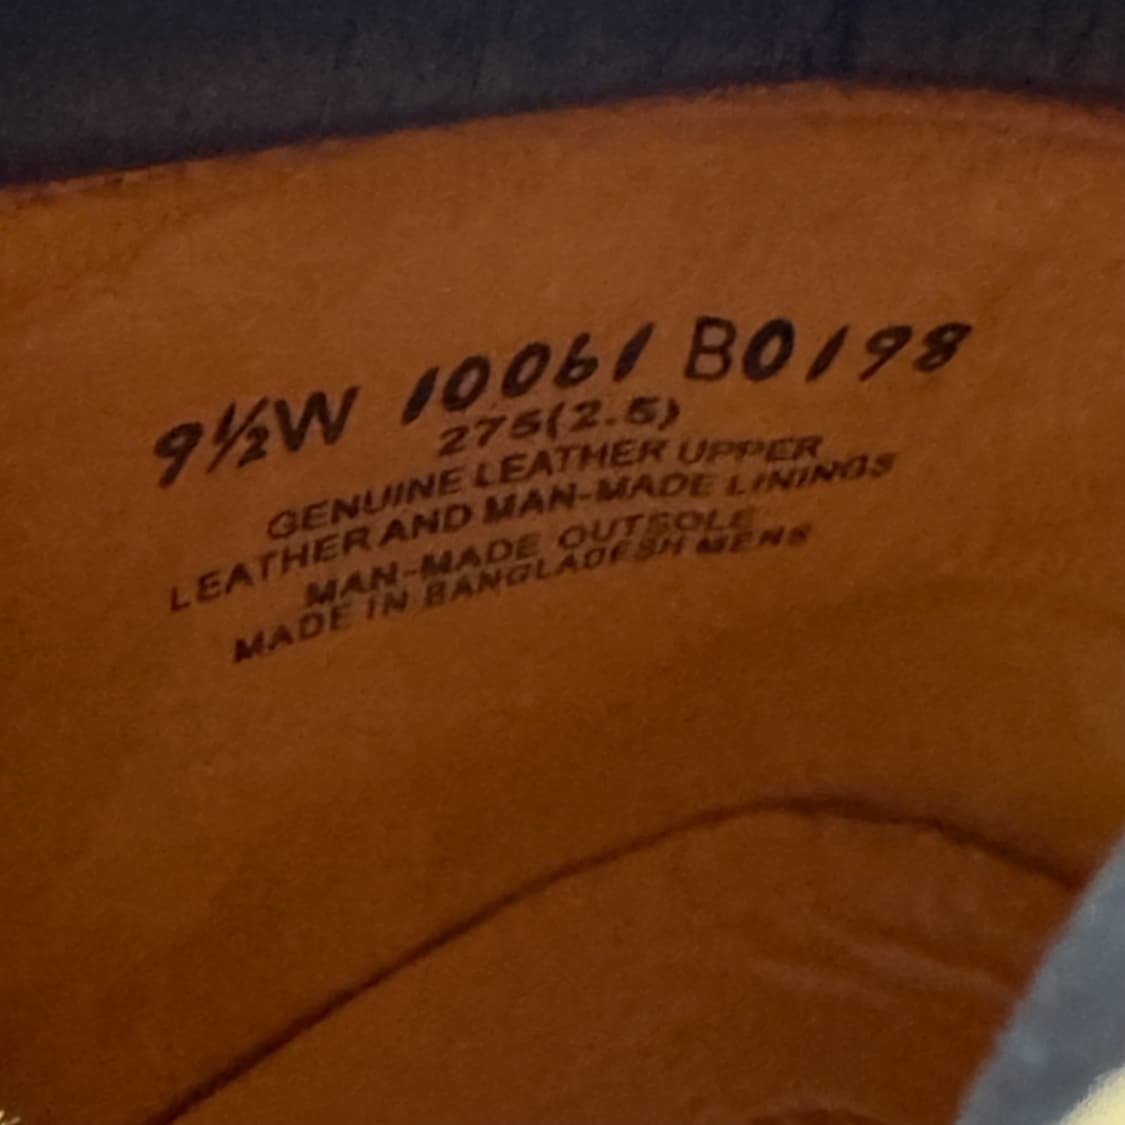 9½W 10061 B0198
275(2.5)
GENUINE LEATHER UPPER
LEATHER AND MAN-MADE LININGS
MAN-MADE OUTSOLE
MADE IN BANGLADESH MENS